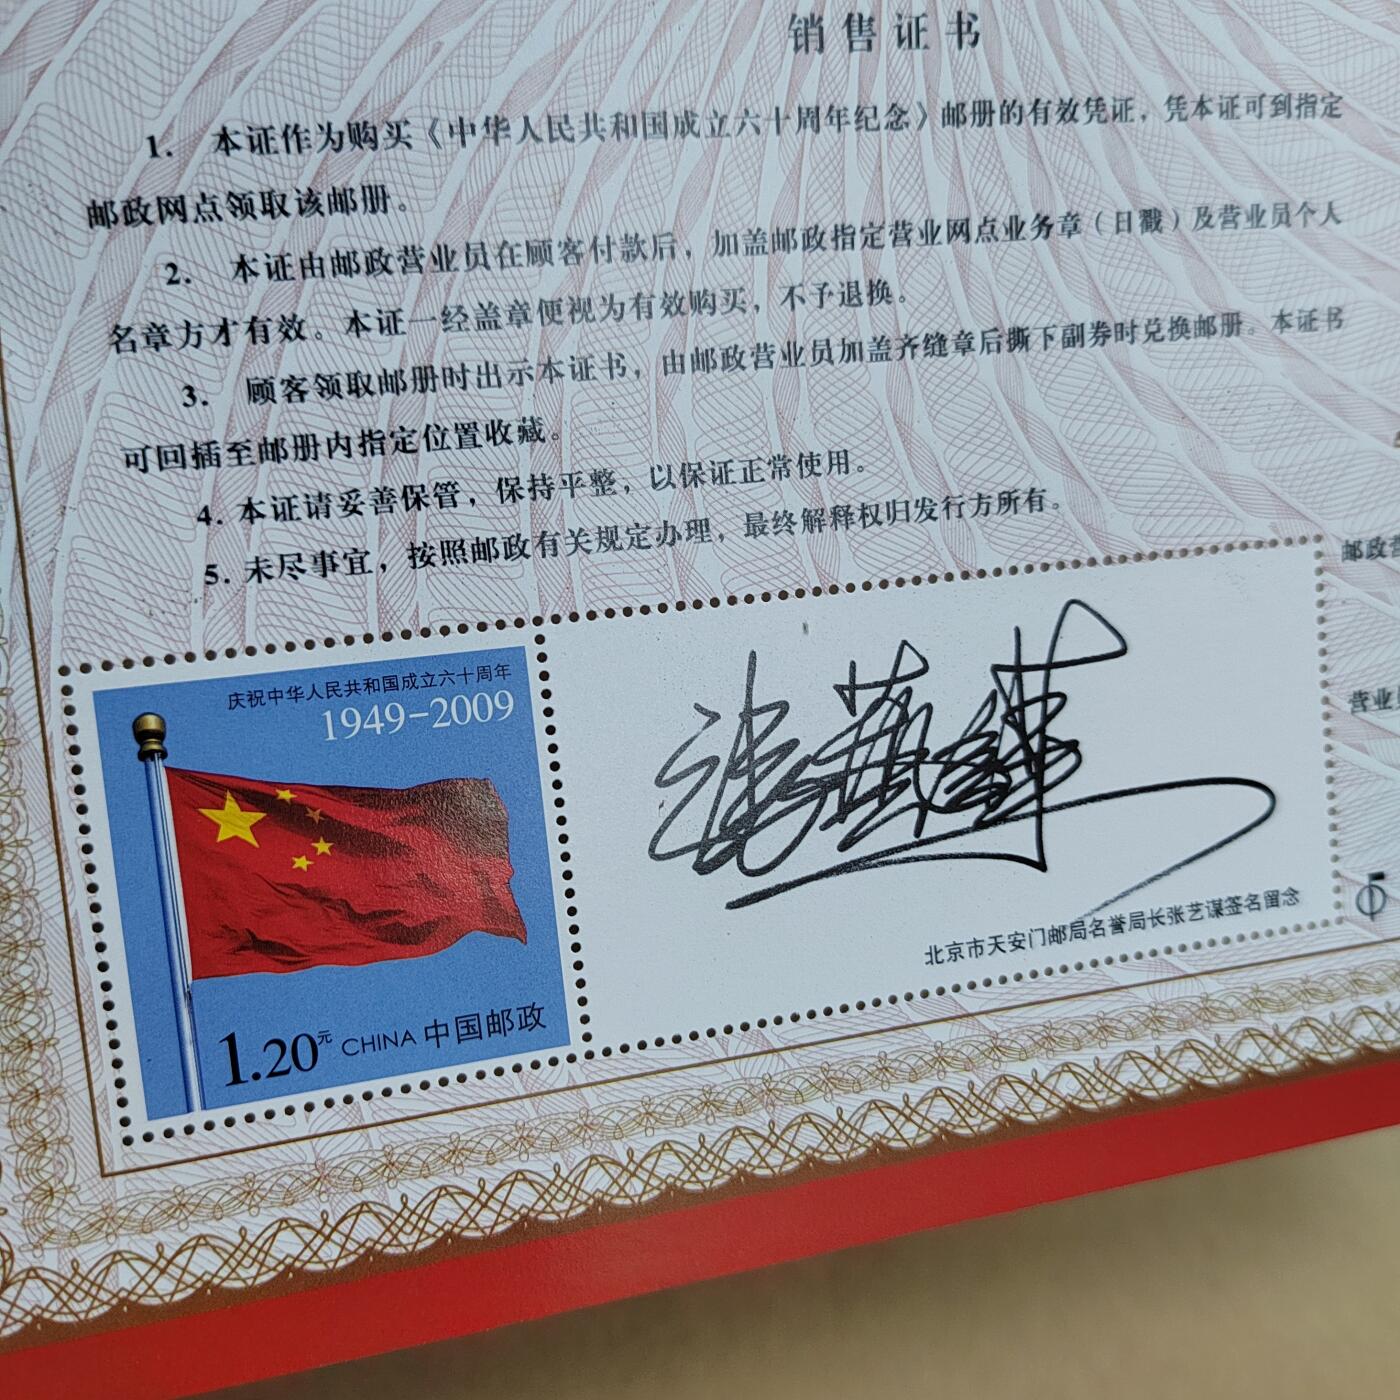 销售证书
1. 本证作为购买《中华人民共和国成立六十周年纪念》邮册的有效凭证，凭本证可到指定
邮政网点领取该邮册。
2. 本证由邮政营业员在顾客付款后，加盖邮政指定营业网点业务章（日戳）及营业员个人
名章方才有效。本证一经盖章便视为有效购买，不予退换。
3. 顾客领取邮册时出示本证书，由邮政营业员加盖齐缝章后撕下副券时兑换邮册。本证书
可回插至邮册内指定位置收藏。
4. 本证请妥善保管，保持平整，以保证正常使用。
5. 未尽事宜，按照邮政有关规定办理，最终解释权归发行方所有。
邮政营
营业员
庆祝中华人民共和国成立六十周年
1949-2009
1.20元 CHINA 中国邮政
张艺谋
北京市天安门邮局名誉局长张艺谋签名留念